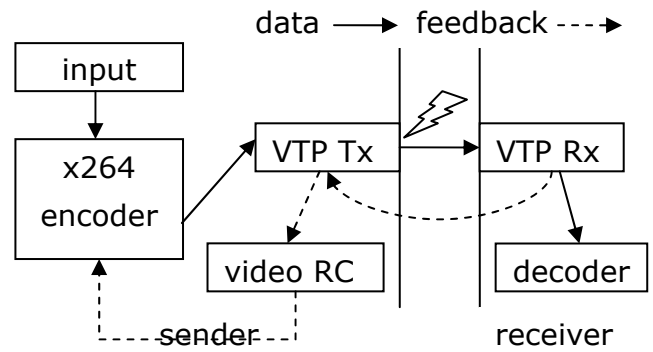 data feedback
input
x264
encoder
VTP Tx
VTP Rx
video RC
decoder
sender
receiver